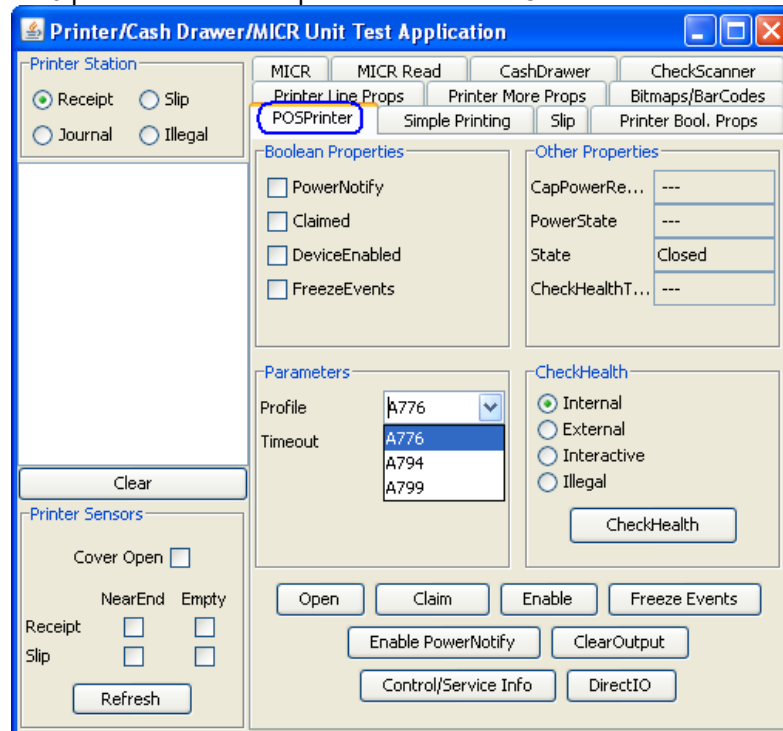 Printer/Cash Drawer/MICR Unit Test Application
Printer Station
Receipt Slip
Journal Illegal
MICR MICR Read CashDrawer CheckScanner
Printer Line Props Printer More Props Bitmaps/BarCodes
POSPrinter Simple Printing Slip Printer Bool. Props
Boolean Properties
PowerNotify
Claimed
DeviceEnabled
FreezeEvents
Other Properties
CapPowerRe... ---
PowerState ---
State Closed
CheckHealthT... ---
Parameters
Profile A776
Timeout
A776
A794
A799
CheckHealth
Internal
External
Interactive
Illegal
CheckHealth
Clear
Printer Sensors
Cover Open
NearEnd Empty
Receipt
Slip
Refresh
Open Claim Enable Freeze Events
Enable PowerNotify ClearOutput
Control/Service Info DirectIO